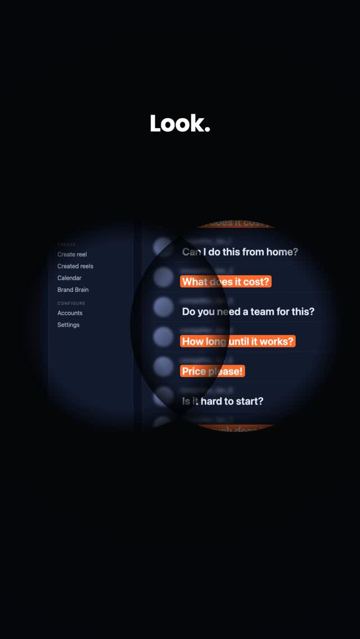 Look.
Create reel
Created reels
Calendar
Brand Brain
CONFIGURE
Accounts
Settings
Can I do this from home?
What does it cost?
Do you need a team for this?
How long until it works?
Price please!
Is it hard to start?